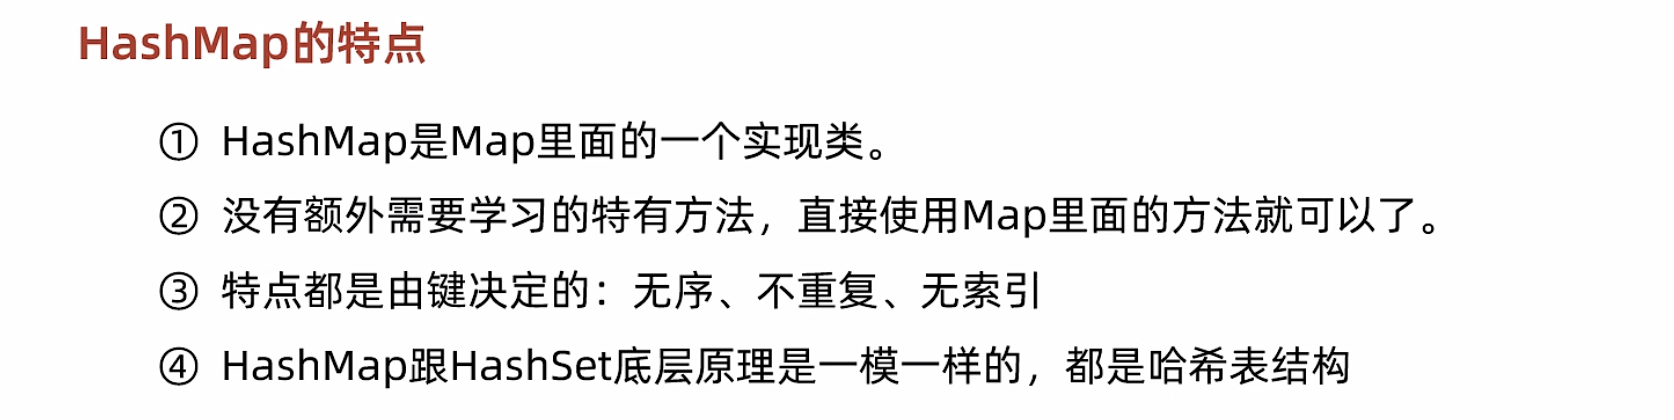 HashMap的特点
① HashMap是Map里面的一个实现类。
② 没有额外需要学习的特有方法，直接使用Map里面的方法就可以了。
③ 特点都是由键决定的：无序、不重复、无索引
④ HashMap跟HashSet底层原理是一模一样的，都是哈希表结构